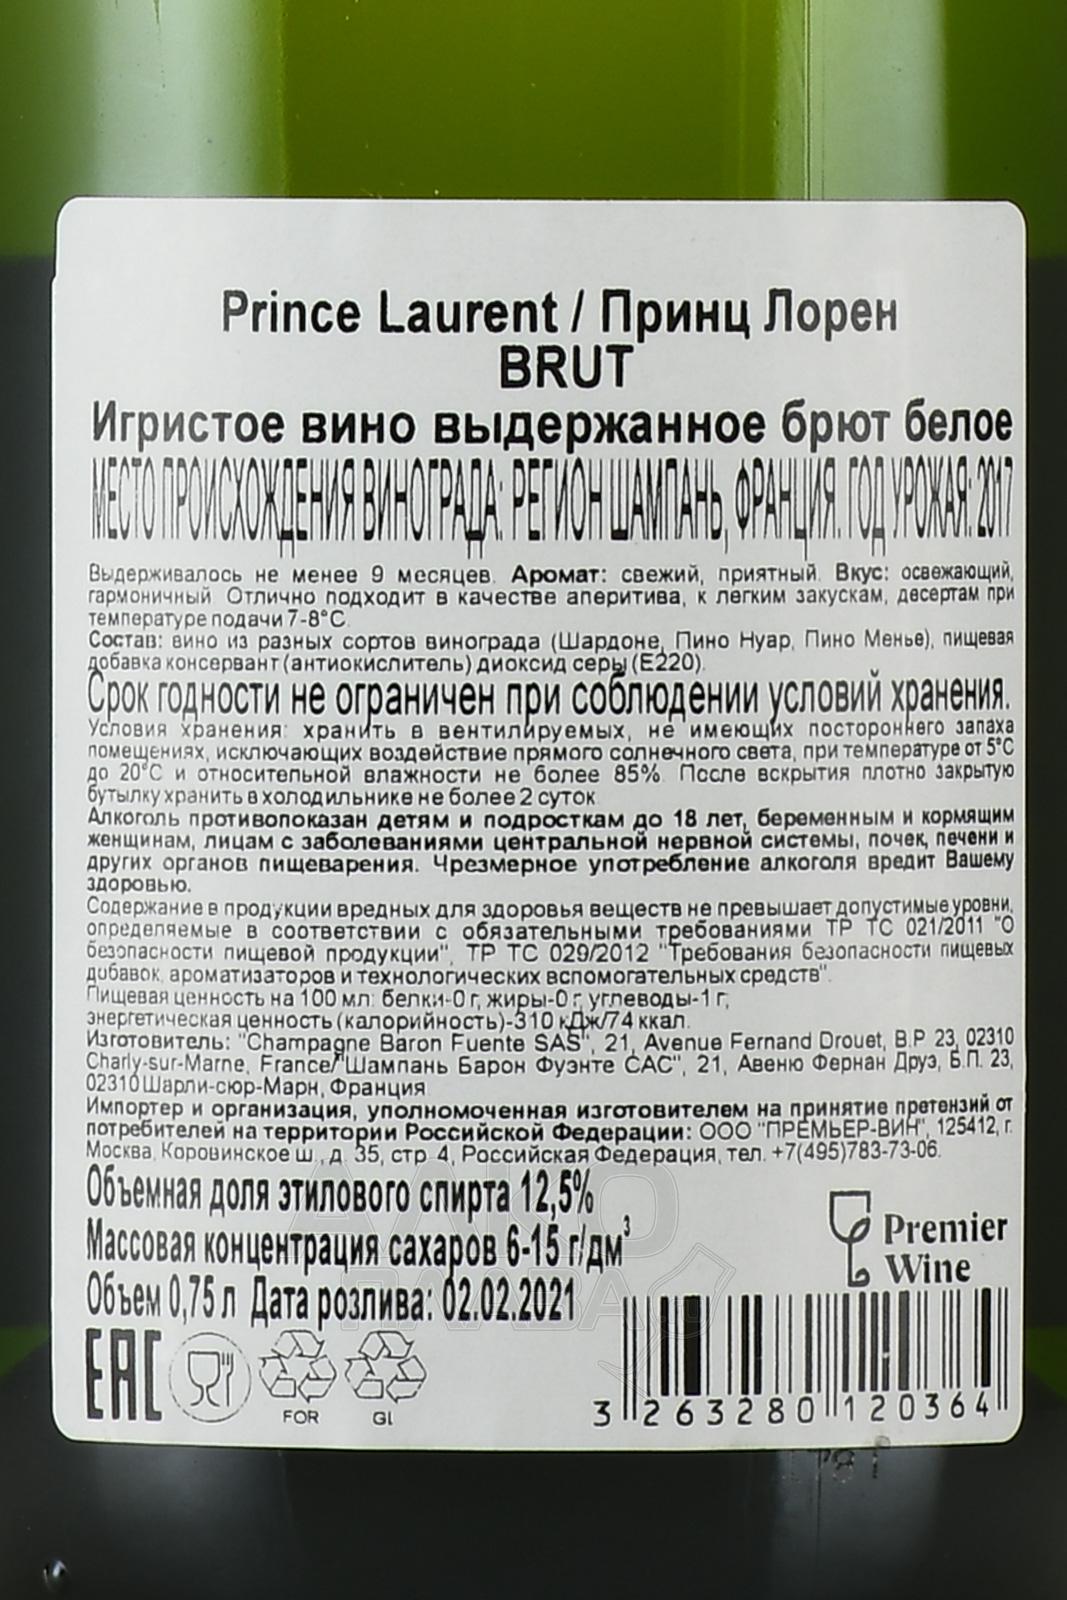 Prince Laurent / Принц Лорен
BRUT
Игристое вино выдержанное брют белое
МЕСТО ПРОИСХОЖДЕНИЯ ВИНОГРАДА: РЕГИОН ШАМПАНЬ, ФРАНЦИЯ. ГОД УРОЖАЯ: 2017
Выдерживалось не менее 9 месяцев. Аромат: свежий, приятный. Вкус: освежающий,
гармоничный. Отлично подходит в качестве аперитива, к легким закускам, десертам при
температуре подачи 7-8°C.
Состав: вино из разных сортов винограда (Шардоне, Пино Нуар, Пино Менье), пищевая
добавка консервант (антиокислитель) диоксид серы (Е220).
Срок годности не ограничен при соблюдении условий хранения.
Условия хранения: хранить в вентилируемых, не имеющих постороннего запаха
помещениях, исключающих воздействие прямого солнечного света, при температуре от 5°C
до 20°C и относительной влажности не более 85%. После вскрытия плотно закрытую
бутылку хранить в холодильнике не более 2 суток.
Алкоголь противопоказан детям и подросткам до 18 лет, беременным и кормящим
женщинам, лицам с заболеваниями центральной нервной системы, почек, печени и
других органов пищеварения. Чрезмерное употребление алкоголя вредит Вашему
здоровью.
Содержание в продукции вредных для здоровья веществ не превышает допустимые уровни,
определяемые в соответствии с обязательными требованиями ТР ТС 021/2011 "О
безопасности пищевой продукции", ТР ТС 029/2012 "Требования безопасности пищевых
добавок, ароматизаторов и технологических вспомогательных средств".
Пищевая ценность на 100 мл: белки-0 г, жиры-0 г, углеводы-1 г;
энергетическая ценность (калорийность)-310 кДж/74 ккал.
Изготовитель: "Champagne Baron Fuente SAS", 21, Avenue Fernand Drouet, B.P. 23, 02310
Charly-sur-Marne, France/"Шампань Барон Фуэнте САС", 21, Авеню Фернан Друэ, Б.П. 23,
02310 Шарли-сюр-Марн, Франция
Импортер и организация, уполномоченная изготовителем на принятие претензий от
потребителей на территории Российской Федерации: ООО "ПРЕМЬЕР-ВИН", 125412, г.
Москва, Коровинское ш., д. 35, стр. 4, Российская Федерация, тел. +7(495)783-73-06.
Объемная доля этилового спирта 12,5%
Массовая концентрация сахаров 6-15 г/дм³
Объем 0,75 л Дата розлива: 02.02.2021
Premier
Wine
ЕАС
FOR GL
3 263280 120364